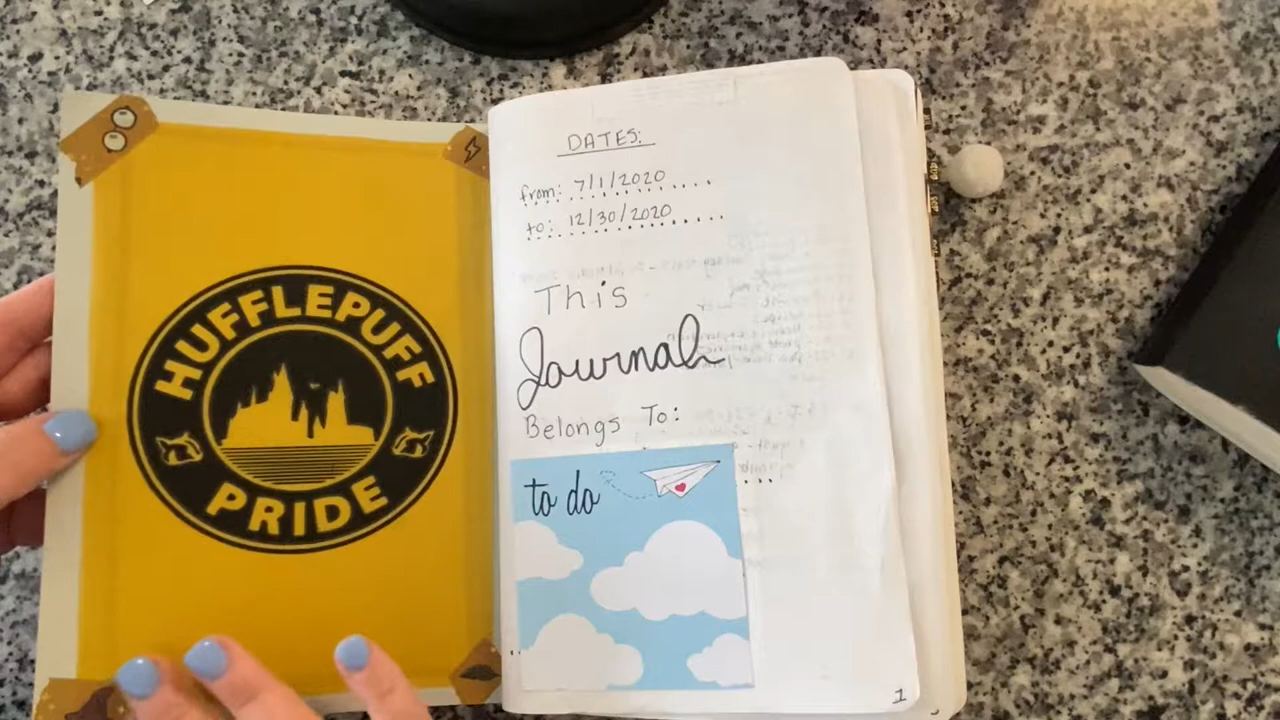 HUFFLEPUFF
PRIDE
DATES:
from: 7/1/2020
to: 12/30/2020
This
Journal
Belongs To:
to do
1